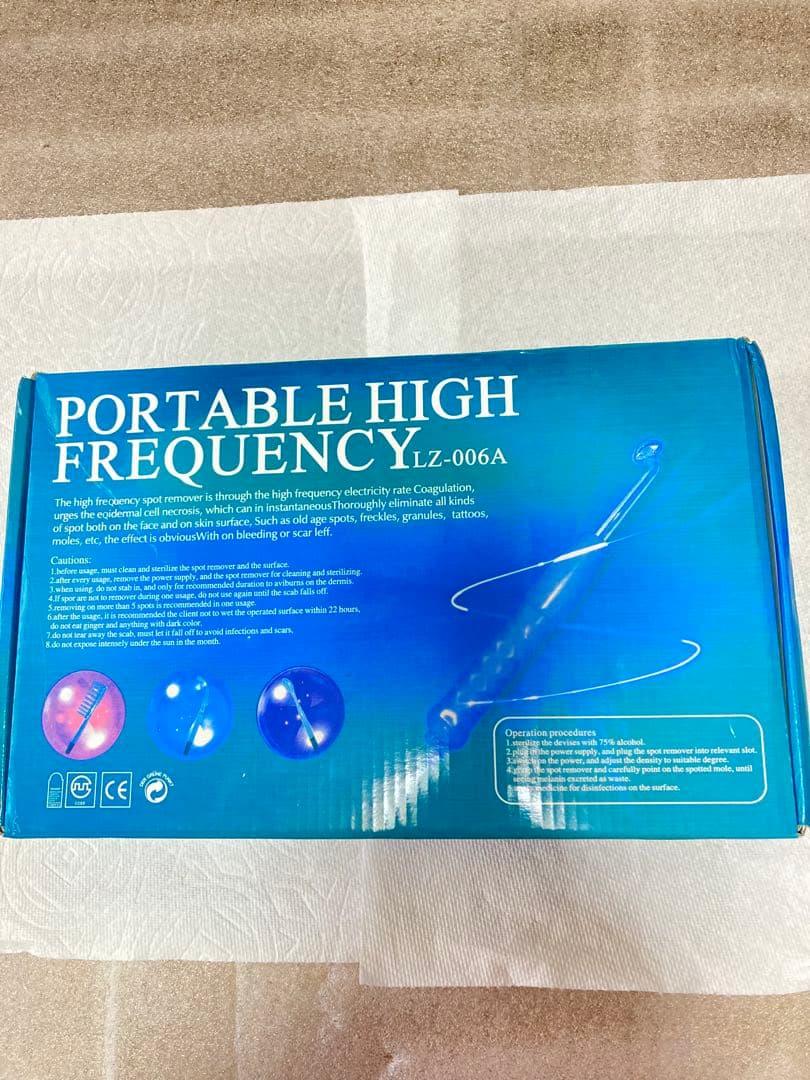 PORTABLE HIGH
FREQUENCY LZ-006A
The high frequency spot remover is through the high frequency electricity rate Coagulation,
urges the eqidermal cell necrosis, which can in instantaneousThoroughly eliminate all kinds
of spot both on the face and on skin surface, Such as old age spots, freckles, granules, tattoos,
moles, etc, the effect is obviousWith on bleeding or scar leff.
Cautions:
1.before usage, must clean and sterilize the spot remover and the surface.
2.after every usage, remove the power supply, and the spot remover for cleaning and sterilizing.
3.when using. do not stab in, and only for recommended duration to aviburns on the dermis.
4.If spor are not to remover during one usage, do not use again until the scab falls off.
5.removing on more than 5 spots is recommended in one usage.
6.after the usage, it is recommended the client not to wet the operated surface within 22 hours,
do not eat ginger and anything with dark color,
7.do not tear away the scab, must let it fall off to avoid infections and scars,
8.do not expose intensely under the sun in the month.
Operation procedures
1.sterilize the devises with 75% alcohol.
2.plug in the power supply, and plug the spot remover into relevant slot.
3.switch on the power, and adjust the density to suitable degree.
4.grasp the spot remover and carefully point on the spotted mole, until
seeing melanin excreted as waste.
medicine for disinfections on the surface.
CE
DER GRÜNE PUNKT